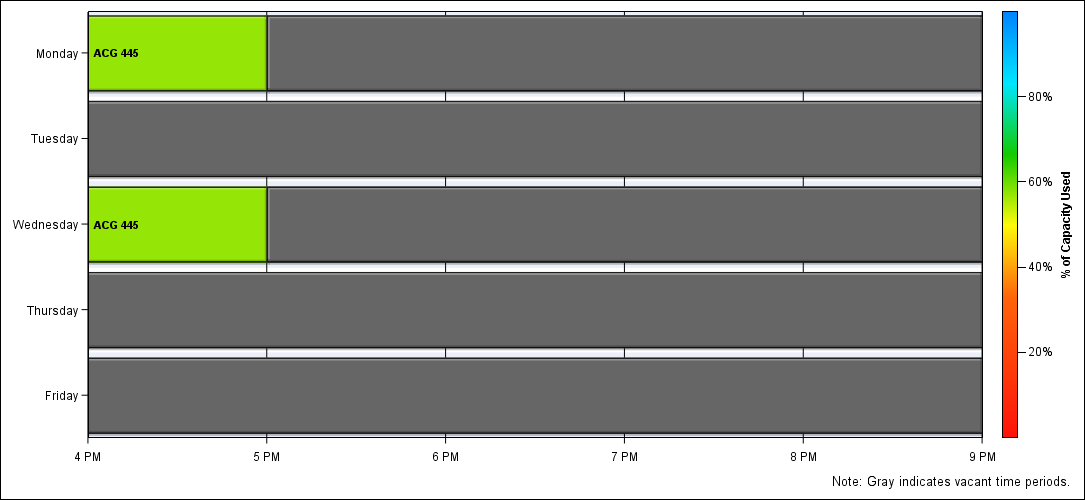 Monday
ACG 445
Tuesday
Wednesday
ACG 445
Thursday
Friday
4 PM 5 PM 6 PM 7 PM 8 PM 9 PM
80%
60%
40%
20%
% of Capacity Used
Note: Gray indicates vacant time periods.